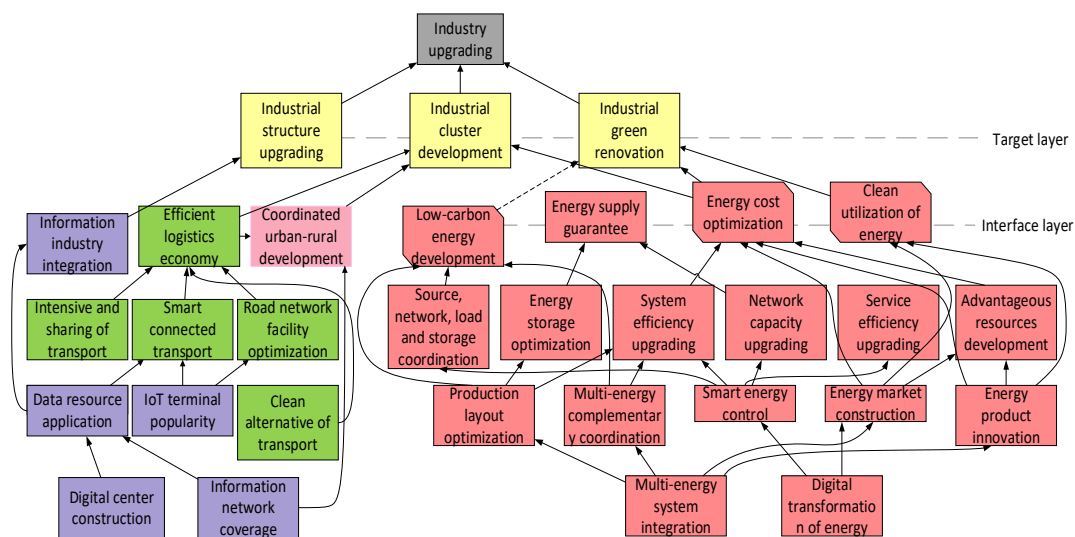 Industry
upgrading
Industrial
structure
upgrading
Industrial
cluster
development
Industrial
green
renovation
Target layer
Information
industry
integration
Efficient
logistics
economy
Coordinated
urban-rural
development
Low-carbon
energy
development
Energy supply
guarantee
Energy cost
optimization
Clean
utilization of
energy
Interface layer
Intensive and
sharing of
transport
Smart
connected
transport
Road network
facility
optimization
Source,
network, load
and storage
coordination
Energy
storage
optimization
System
efficiency
upgrading
Network
capacity
upgrading
Service
efficiency
upgrading
Advantageous
resources
development
Data resource
application
IoT terminal
popularity
Clean
alternative of
transport
Production
layout
optimization
Multi-energy
complementar
y coordination
Smart energy
control
Energy market
construction
Energy
product
innovation
Digital center
construction
Information
network
coverage
Multi-energy
system
integration
Digital
transformatio
n of energy